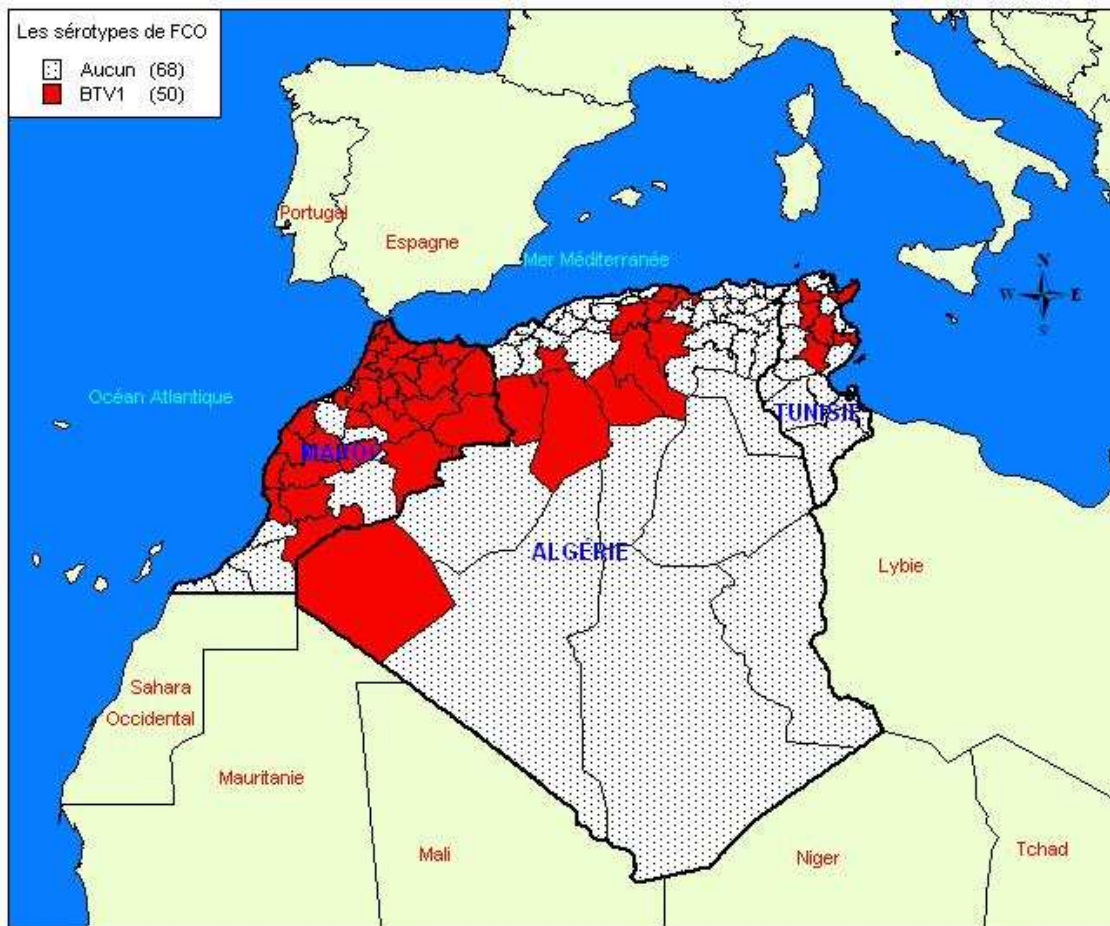 Les sérotypes de FCO
Aucun (68)
BTV1 (50)
Portugal
Espagne
Mer Méditerranée
N
W E
S
Océan Atlantique
MAROC
TUNISIE
ALGÉRIE
Lybie
Sahara
Occidental
Mauritanie
Mali
Niger
Tchad